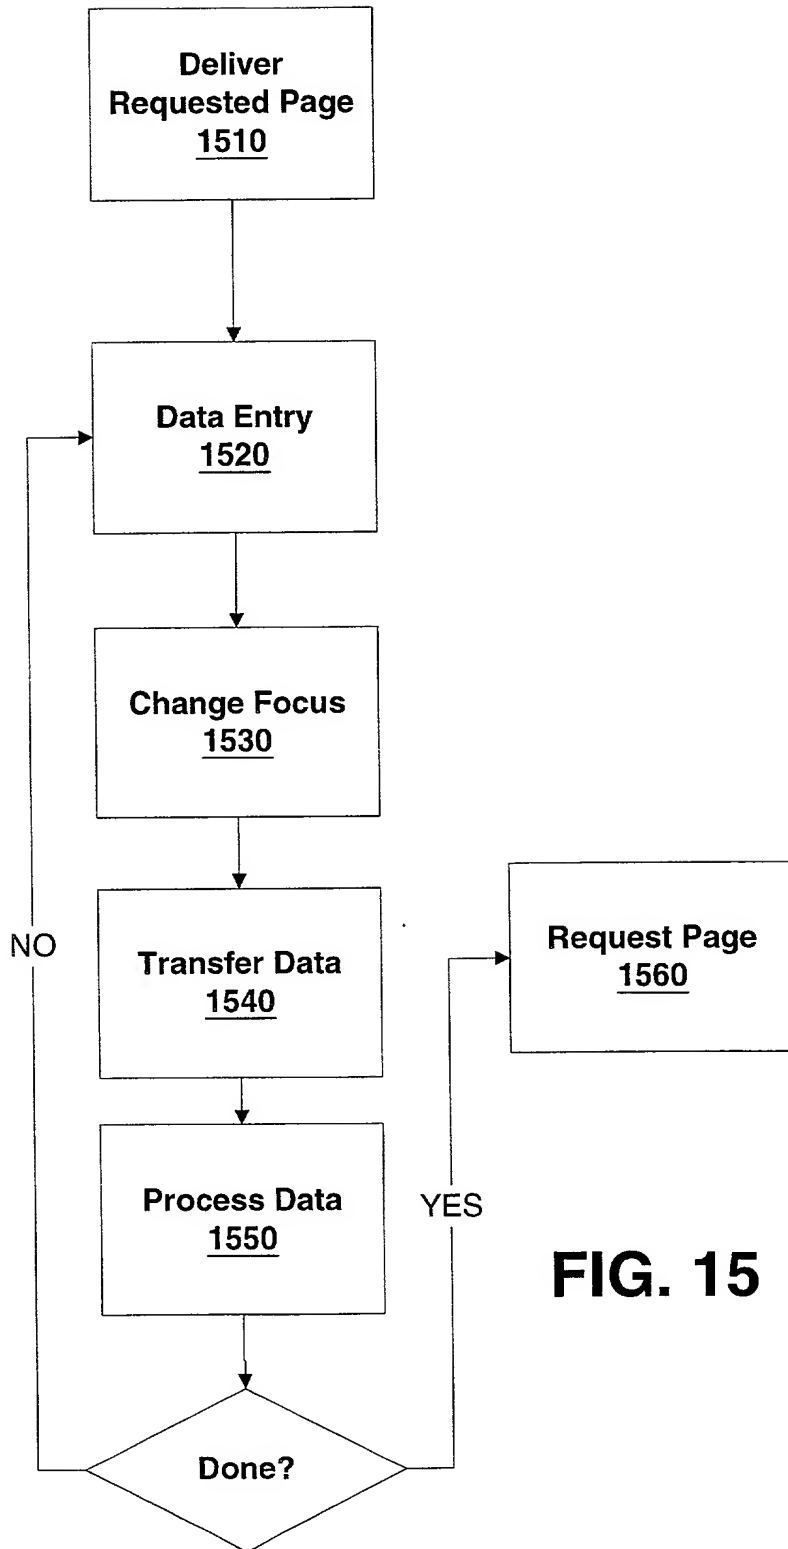 Deliver
Requested Page
1510
Data Entry
1520
Change Focus
1530
Transfer Data
1540
Process Data
1550
Done?
NO
YES
Request Page
1560
FIG. 15